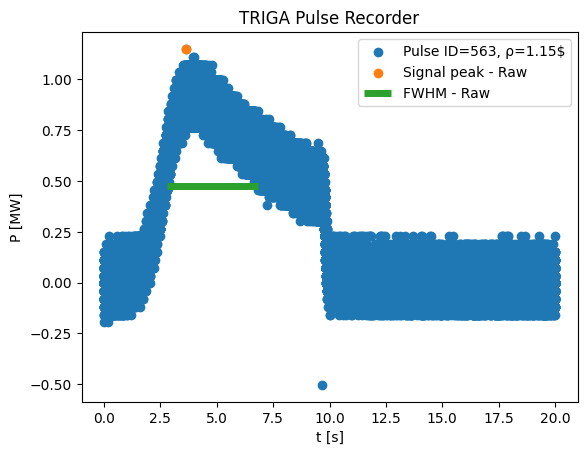 TRIGA Pulse Recorder
Pulse ID=563, ρ=1.15$
Signal peak - Raw
FWHM - Raw
P [MW]
1.00
0.75
0.50
0.25
0.00
−0.25
−0.50
0.0 2.5 5.0 7.5 10.0 12.5 15.0 17.5 20.0
t [s]